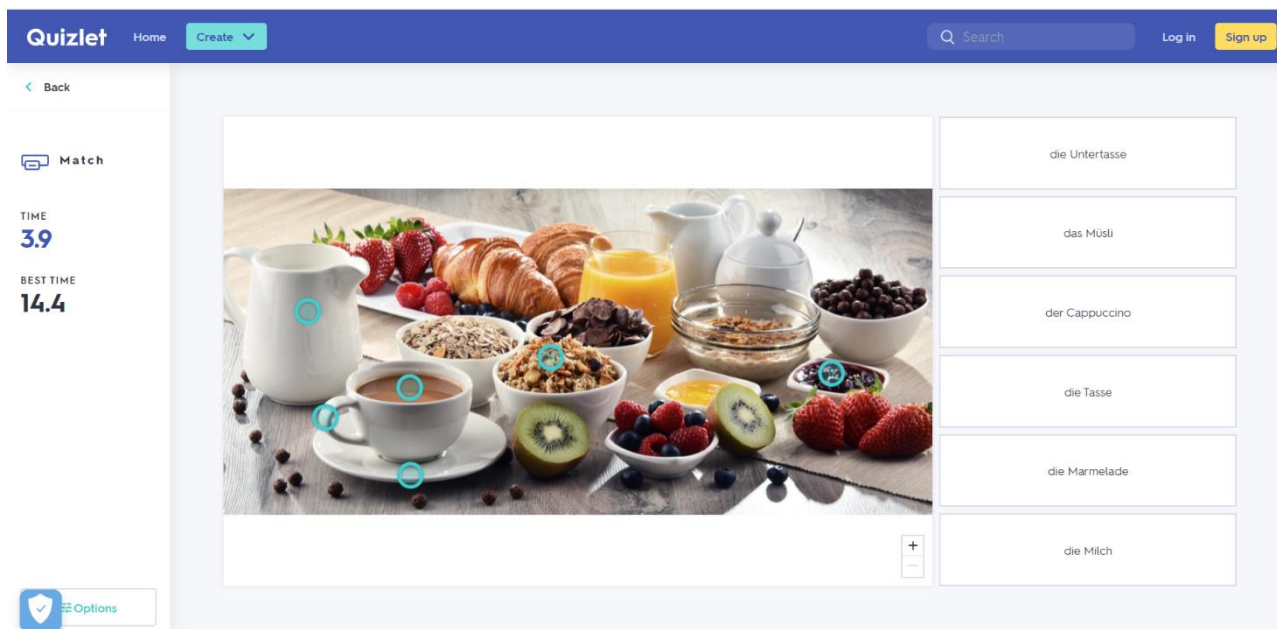 Quizlet Home Create Search Log in Sign up
Back
Match
TIME
3.9
BEST TIME
14.4
Options
die Untertasse
das Müsli
der Cappuccino
die Tasse
die Marmelade
die Milch
+
−